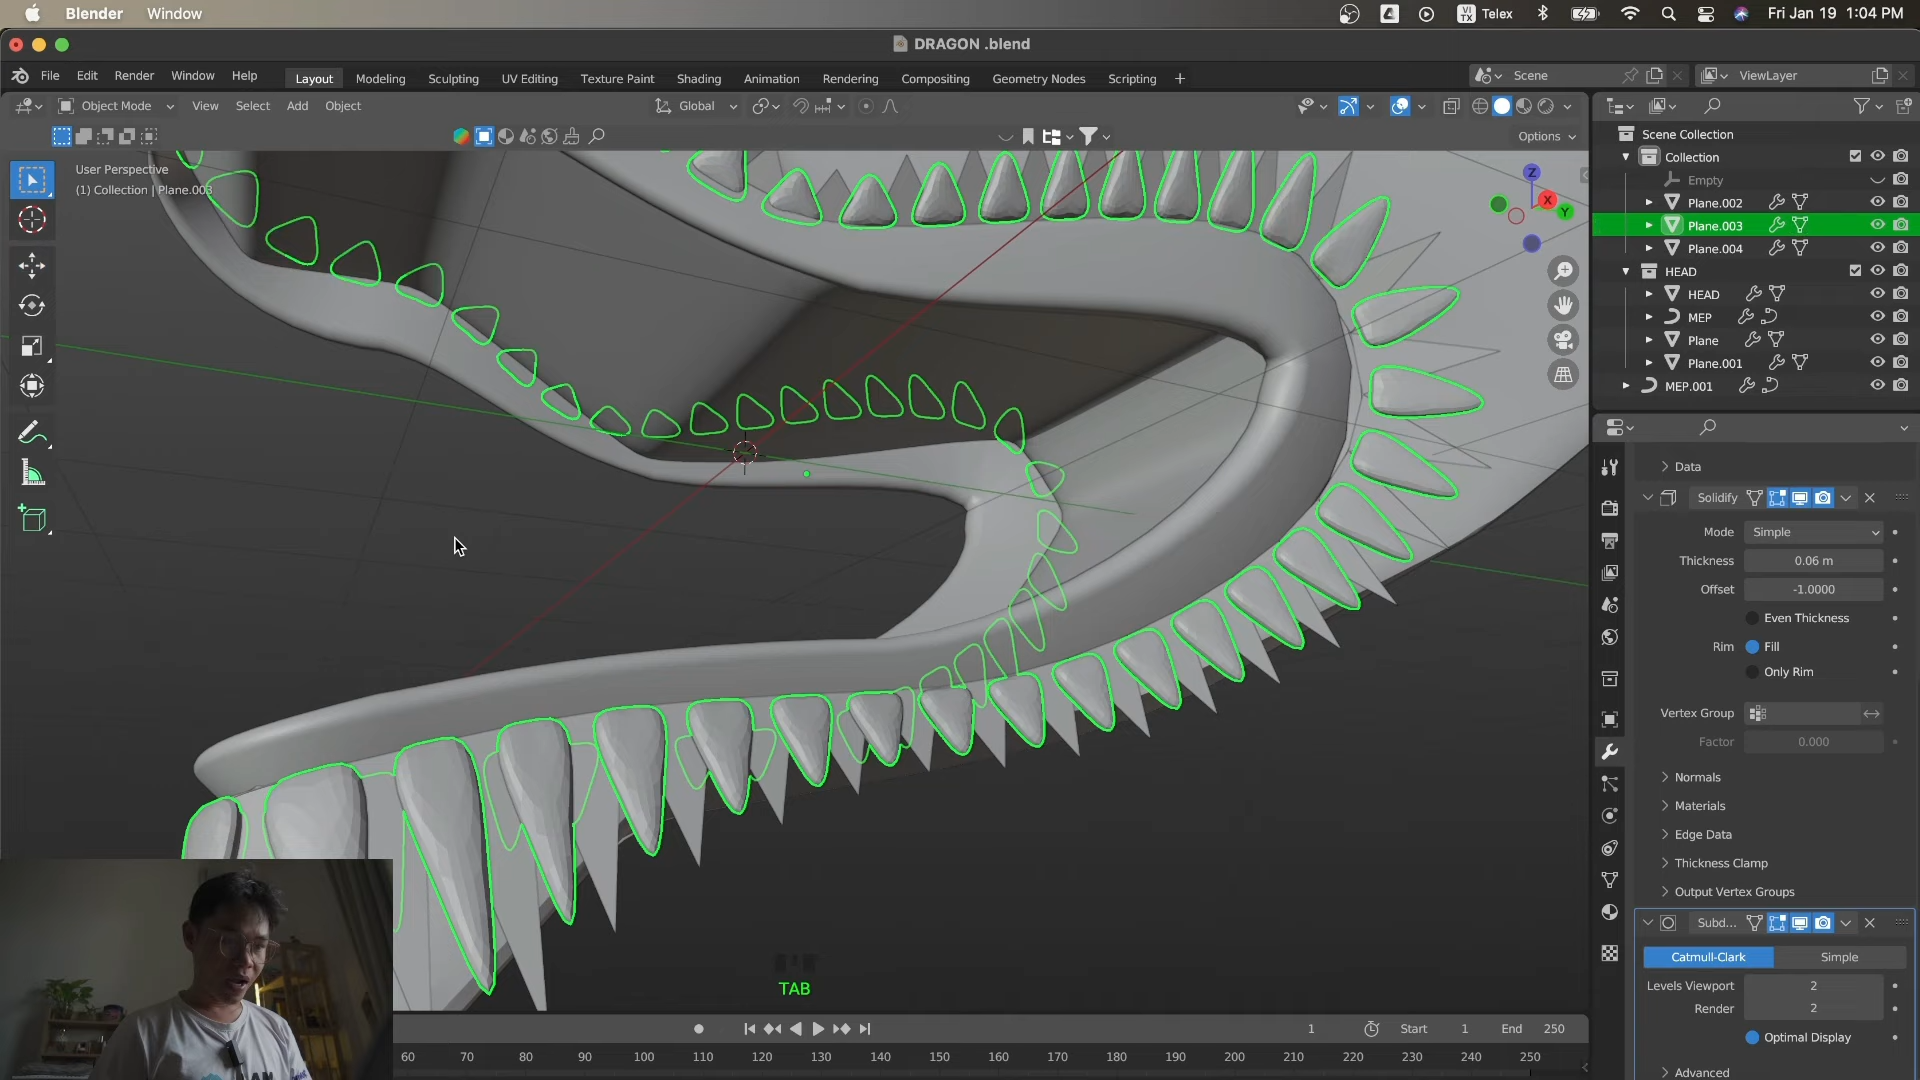 Blender Window
VI TX Telex Fri Jan 19 1:04 PM
DRAGON .blend
File Edit Render Window Help Layout Modeling Sculpting UV Editing Texture Paint Shading Animation Rendering Compositing Geometry Nodes Scripting + Scene ViewLayer
Object Mode View Select Add Object Global
Options
User Perspective
(1) Collection | Plane.003
Z
X
Y
Scene Collection
Collection
Empty
Plane.002
Plane.003
Plane.004
HEAD
HEAD
MEP
Plane
Plane.001
MEP.001
Data
Solidify
Mode Simple
Thickness 0.06 m
Offset -1.0000
Even Thickness
Rim Fill
Only Rim
Vertex Group
Factor 0.000
Normals
Materials
Edge Data
Thickness Clamp
Output Vertex Groups
Subd...
Catmull-Clark Simple
Levels Viewport 2
Render 2
Optimal Display
Advanced
TAB
1 Start 1 End 250
60 70 80 90 100 110 120 130 140 150 160 170 180 190 200 210 220 230 240 250